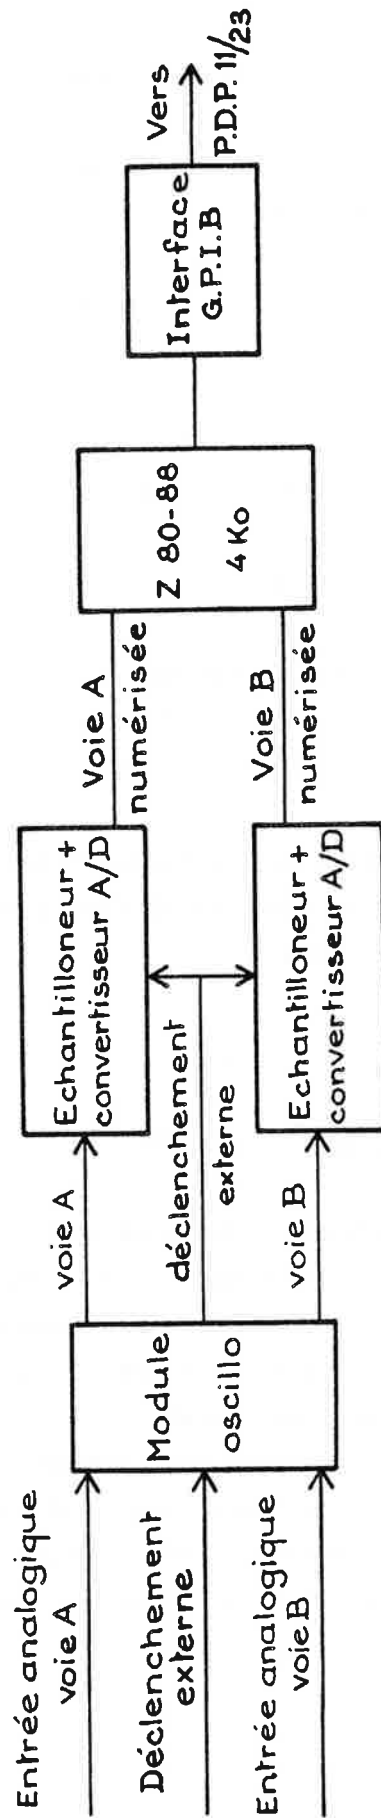 Entrée analogique
voie A
Déclenchement
externe
Entrée analogique
voie B
Module
oscillo
voie A
déclenchement
externe
voie B
Echantilloneur +
convertisseur A/D
Echantilloneur +
convertisseur A/D
Voie A
numérisée
Voie B
numérisée
Z 80-88
4 Ko
Interface
G.P.I.B
Vers
P.D.P. 11/23